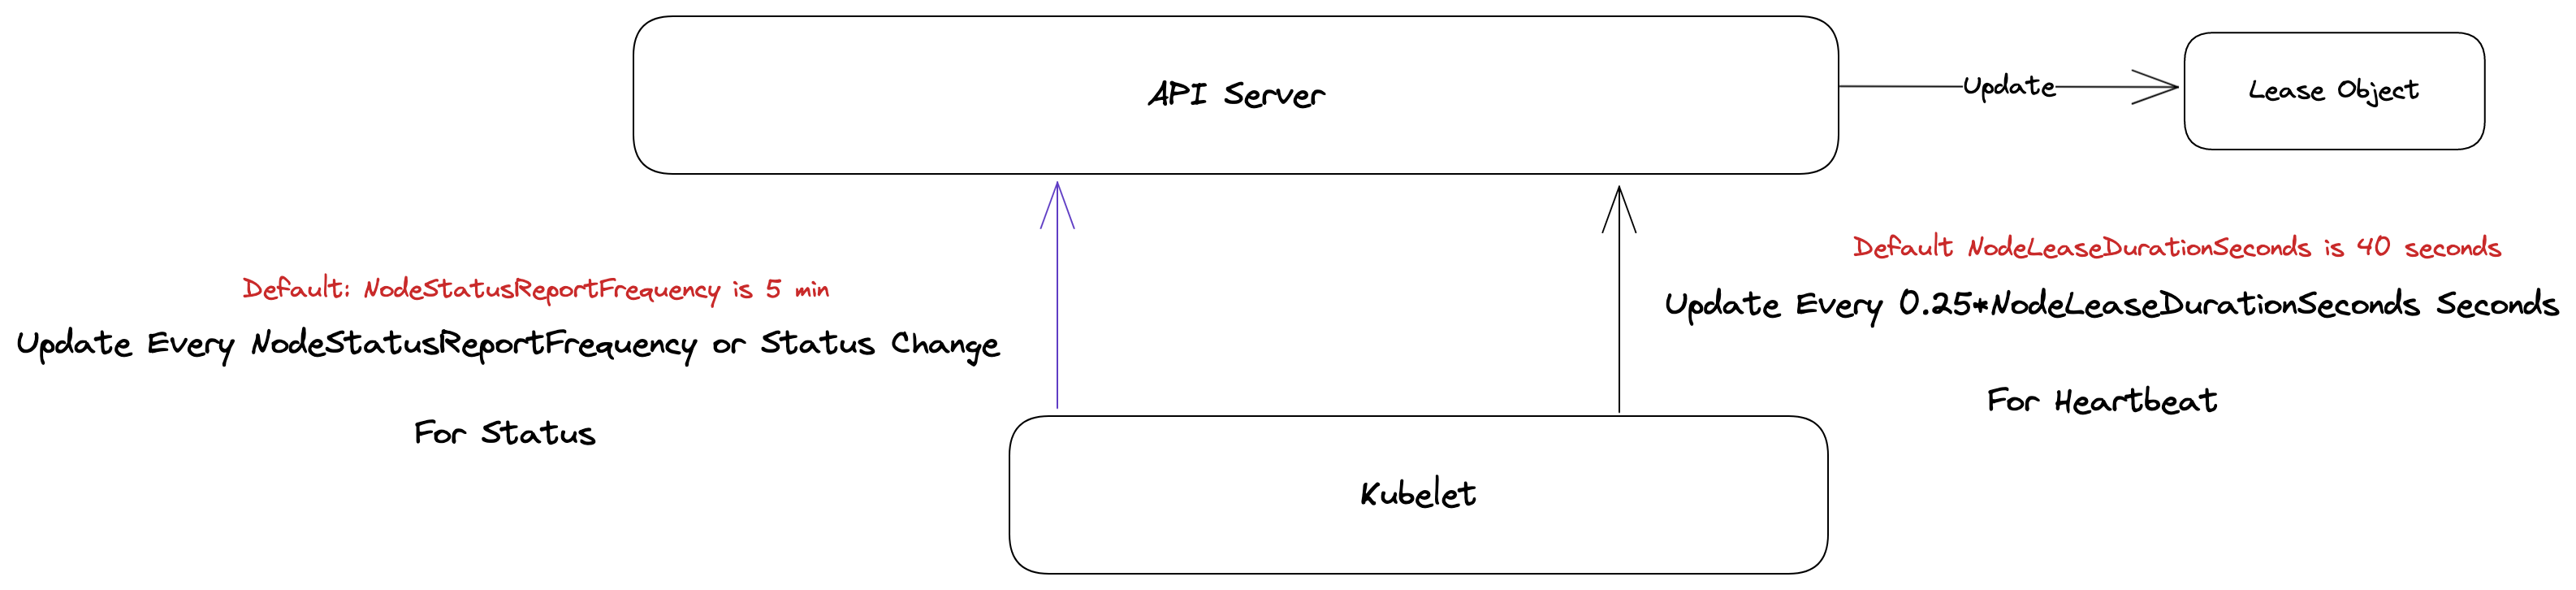 API Server
Update
Lease Object
Default: NodeStatusReportFrequency is 5 min
Update Every NodeStatusReportFrequency or Status Change
For Status
Default NodeLeaseDurationSeconds is 40 seconds
Update Every 0.25*NodeLeaseDurationSeconds Seconds
For Heartbeat
Kubelet